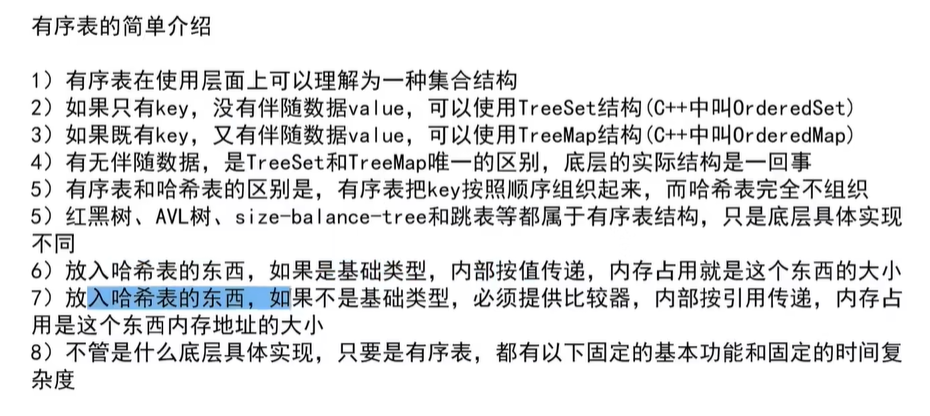 有序表的简单介绍
1）有序表在使用层面上可以理解为一种集合结构
2）如果只有key，没有伴随数据value，可以使用TreeSet结构(C++中叫OrderedSet)
3）如果既有key，又有伴随数据value，可以使用TreeMap结构(C++中叫OrderedMap)
4）有无伴随数据，是TreeSet和TreeMap唯一的区别，底层的实际结构是一回事
5）有序表和哈希表的区别是，有序表把key按照顺序组织起来，而哈希表完全不组织
5）红黑树、AVL树、size-balance-tree和跳表等都属于有序表结构，只是底层具体实现
不同
6）放入哈希表的东西，如果是基础类型，内部按值传递，内存占用就是这个东西的大小
7）放入哈希表的东西，如果不是基础类型，必须提供比较器，内部按引用传递，内存占
用是这个东西内存地址的大小
8）不管是什么底层具体实现，只要是有序表，都有以下固定的基本功能和固定的时间复
杂度